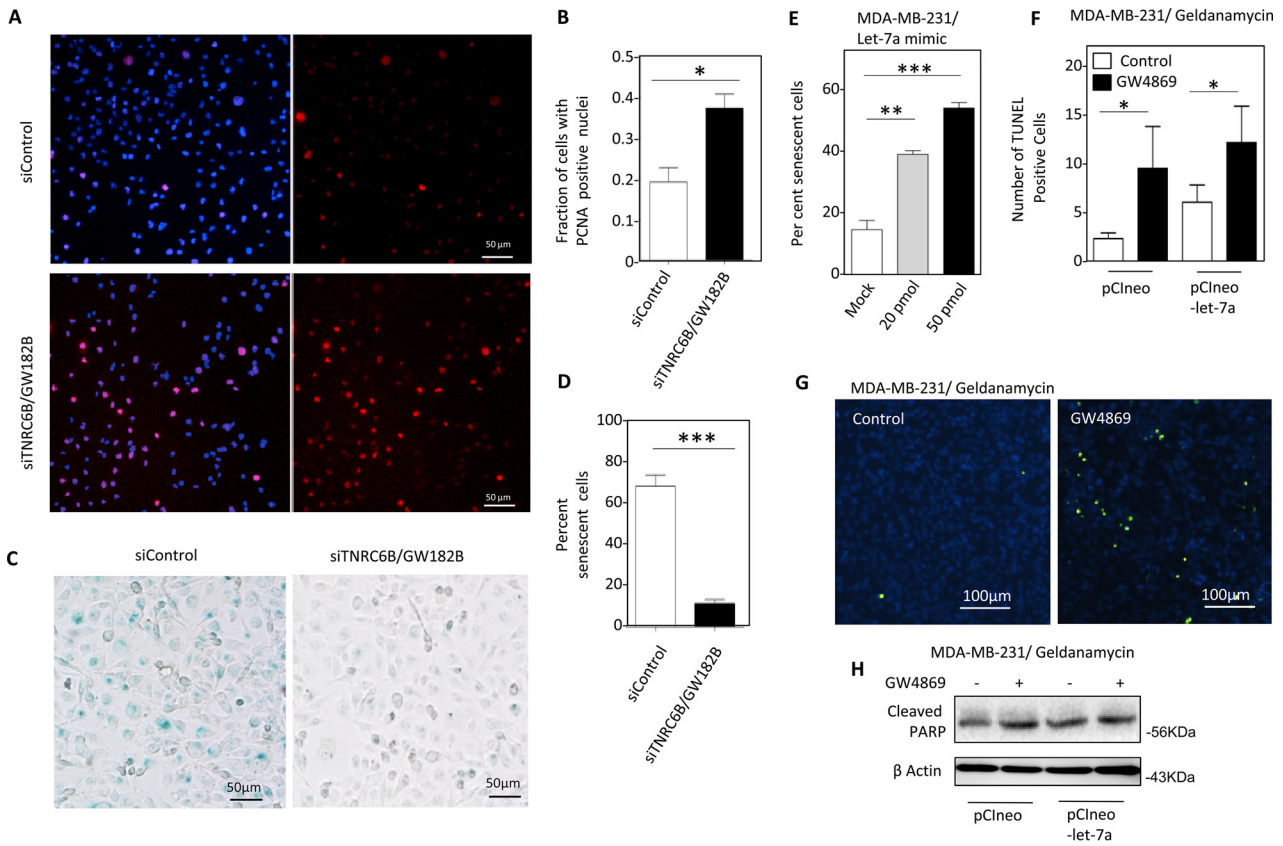 A
siControl
50 µm
siTNRC6B/GW182B
50 µm
B
Fraction of cells with
PCNA positive nuclei
0.5
0.4
0.3
0.2
0.1
0
*
siControl
siTNRC6B/GW182B
C
siControl
siTNRC6B/GW182B
50µm
50µm
D
Percent
senescent cells
100
80
60
40
20
0
***
siControl
siTNRC6B/GW182B
E
MDA-MB-231/
Let-7a mimic
Per cent senescent cells
60
40
20
0
***
**
Mock
20 pmol
50 pmol
F
MDA-MB-231/ Geldanamycin
Number of TUNEL
Positive Cells
20
15
10
5
0
Control
GW4869
*
*
pCIneo
pCIneo
-let-7a
G
MDA-MB-231/ Geldanamycin
Control
100µm
GW4869
100µm
H
MDA-MB-231/ Geldanamycin
GW4869 - + - +
Cleaved
PARP
-56KDa
β Actin
-43KDa
pCIneo
pCIneo
-let-7a